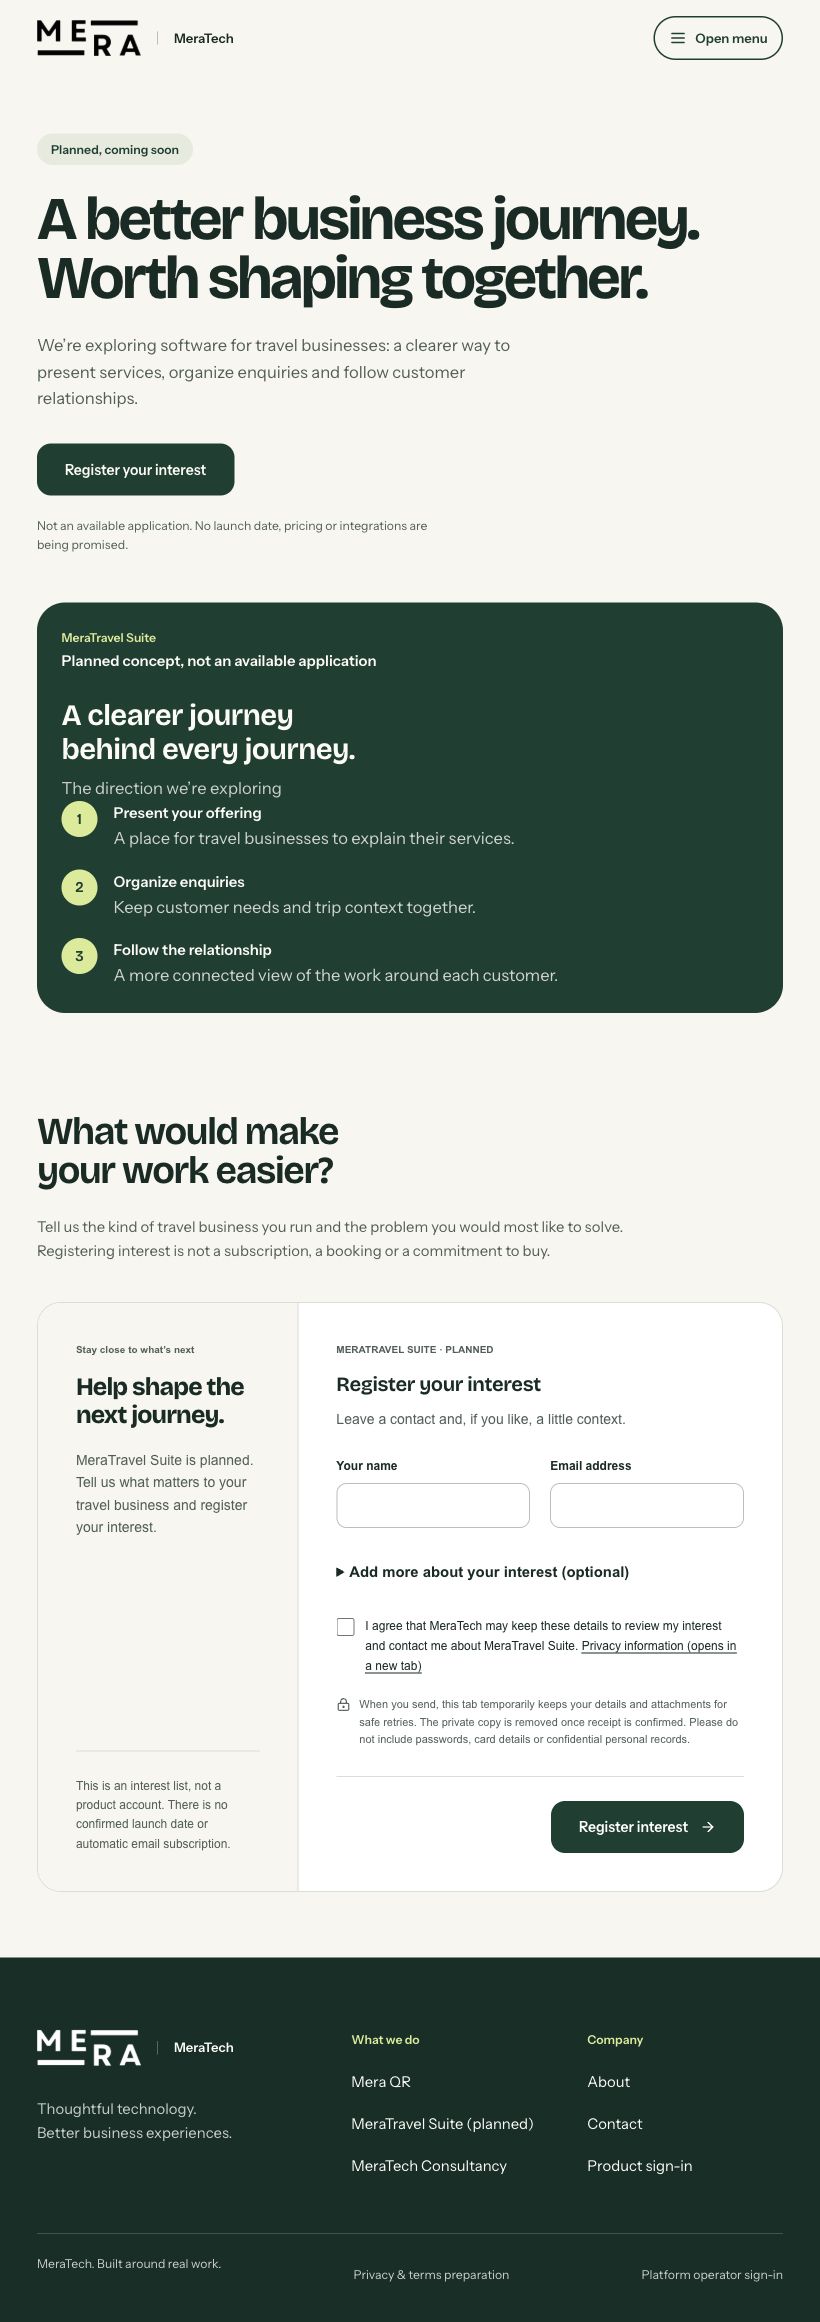 MERA
MeraTech
Open menu
Planned, coming soon
A better business journey.
Worth shaping together.
We’re exploring software for travel businesses: a clearer way to
present services, organize enquiries and follow customer
relationships.
Register your interest
Not an available application. No launch date, pricing or integrations are
being promised.
MeraTravel Suite
Planned concept, not an available application
A clearer journey
behind every journey.
The direction we’re exploring
1
Present your offering
A place for travel businesses to explain their services.
2
Organize enquiries
Keep customer needs and trip context together.
3
Follow the relationship
A more connected view of the work around each customer.
What would make
your work easier?
Tell us the kind of travel business you run and the problem you would most like to solve.
Registering interest is not a subscription, a booking or a commitment to buy.
Stay close to what’s next
Help shape the
next journey.
MeraTravel Suite is planned.
Tell us what matters to your
travel business and register
your interest.
This is an interest list, not a
product account. There is no
confirmed launch date or
automatic email subscription.
MERATRAVEL SUITE · PLANNED
Register your interest
Leave a contact and, if you like, a little context.
Your name
Email address
Add more about your interest (optional)
I agree that MeraTech may keep these details to review my interest
and contact me about MeraTravel Suite. Privacy information (opens in
a new tab)
When you send, this tab temporarily keeps your details and attachments for
safe retries. The private copy is removed once receipt is confirmed. Please do
not include passwords, card details or confidential personal records.
Register interest
MERA
MeraTech
Thoughtful technology.
Better business experiences.
What we do
Mera QR
MeraTravel Suite (planned)
MeraTech Consultancy
Company
About
Contact
Product sign-in
MeraTech. Built around real work.
Privacy & terms preparation
Platform operator sign-in